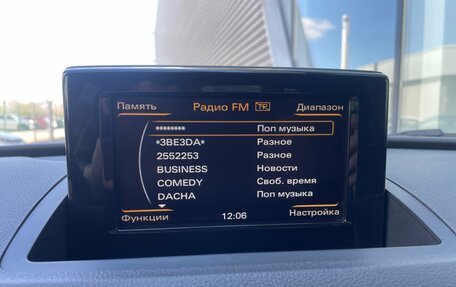 Память Радио FM TP Диапазон
******** Поп музыка
*ЗBEЗDA* Разное
2552253 Разное
BUSINESS Новости
COMEDY Своб. время
DACHA Поп музыка
Функции 12:06 Настройка